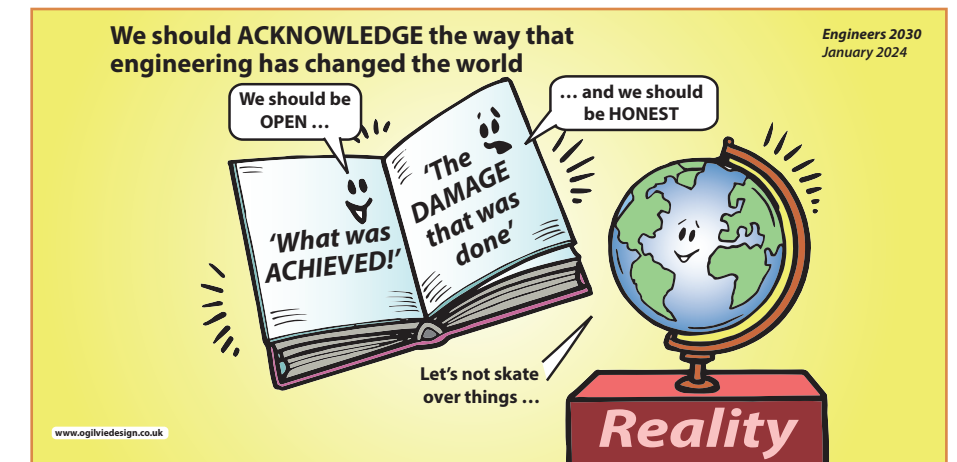 We should ACKNOWLEDGE the way that
engineering has changed the world
Engineers 2030
January 2024
We should be
OPEN …
… and we should
be HONEST
‘What was
ACHIEVED!’
‘The
DAMAGE
that was
done’
Let’s not skate
over things …
Reality
www.ogilviedesign.co.uk